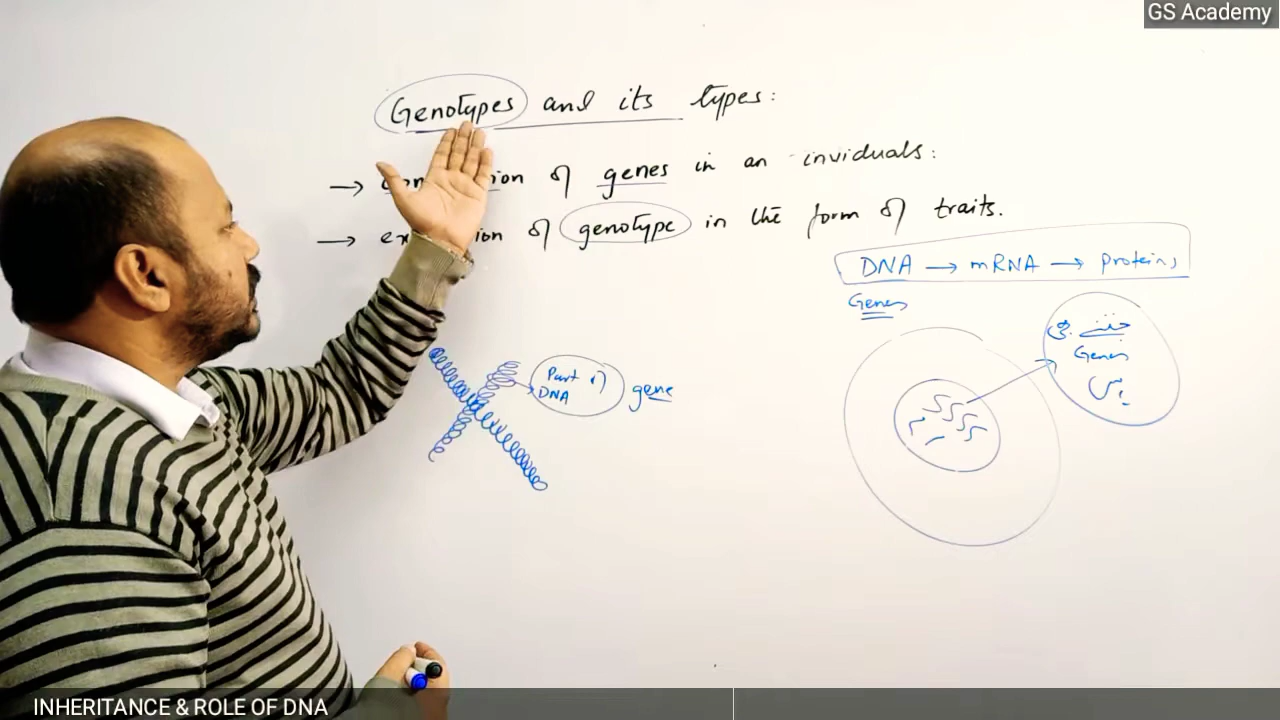 GS Academy
Genotypes and its types:
→ of genes in an inviduals:
→ of genotype in the form of traits.
DNA → mRNA → proteins
Genes
Genes
Part of
DNA
gene
INHERITANCE & ROLE OF DNA